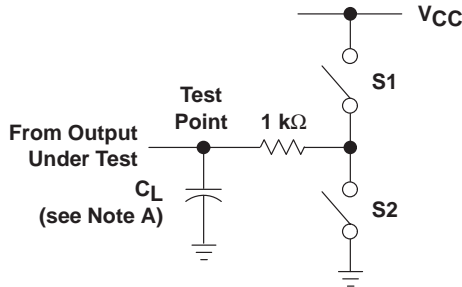 VCC
S1
Test
Point
1 kΩ
From Output
Under Test
CL
(see Note A)
S2